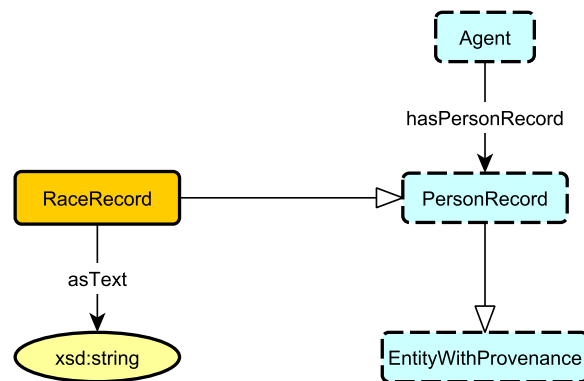 Agent
hasPersonRecord
RaceRecord
PersonRecord
asText
xsd:string
EntityWithProvenance